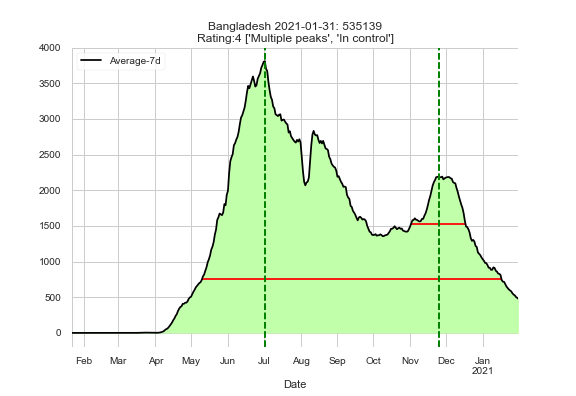 Bangladesh 2021-01-31: 535139
Rating:4 ['Multiple peaks', 'In control']
Average-7d
4000
3500
3000
2500
2000
1500
1000
500
0
Feb Mar Apr May Jun Jul Aug Sep Oct Nov Dec Jan
2021
Date